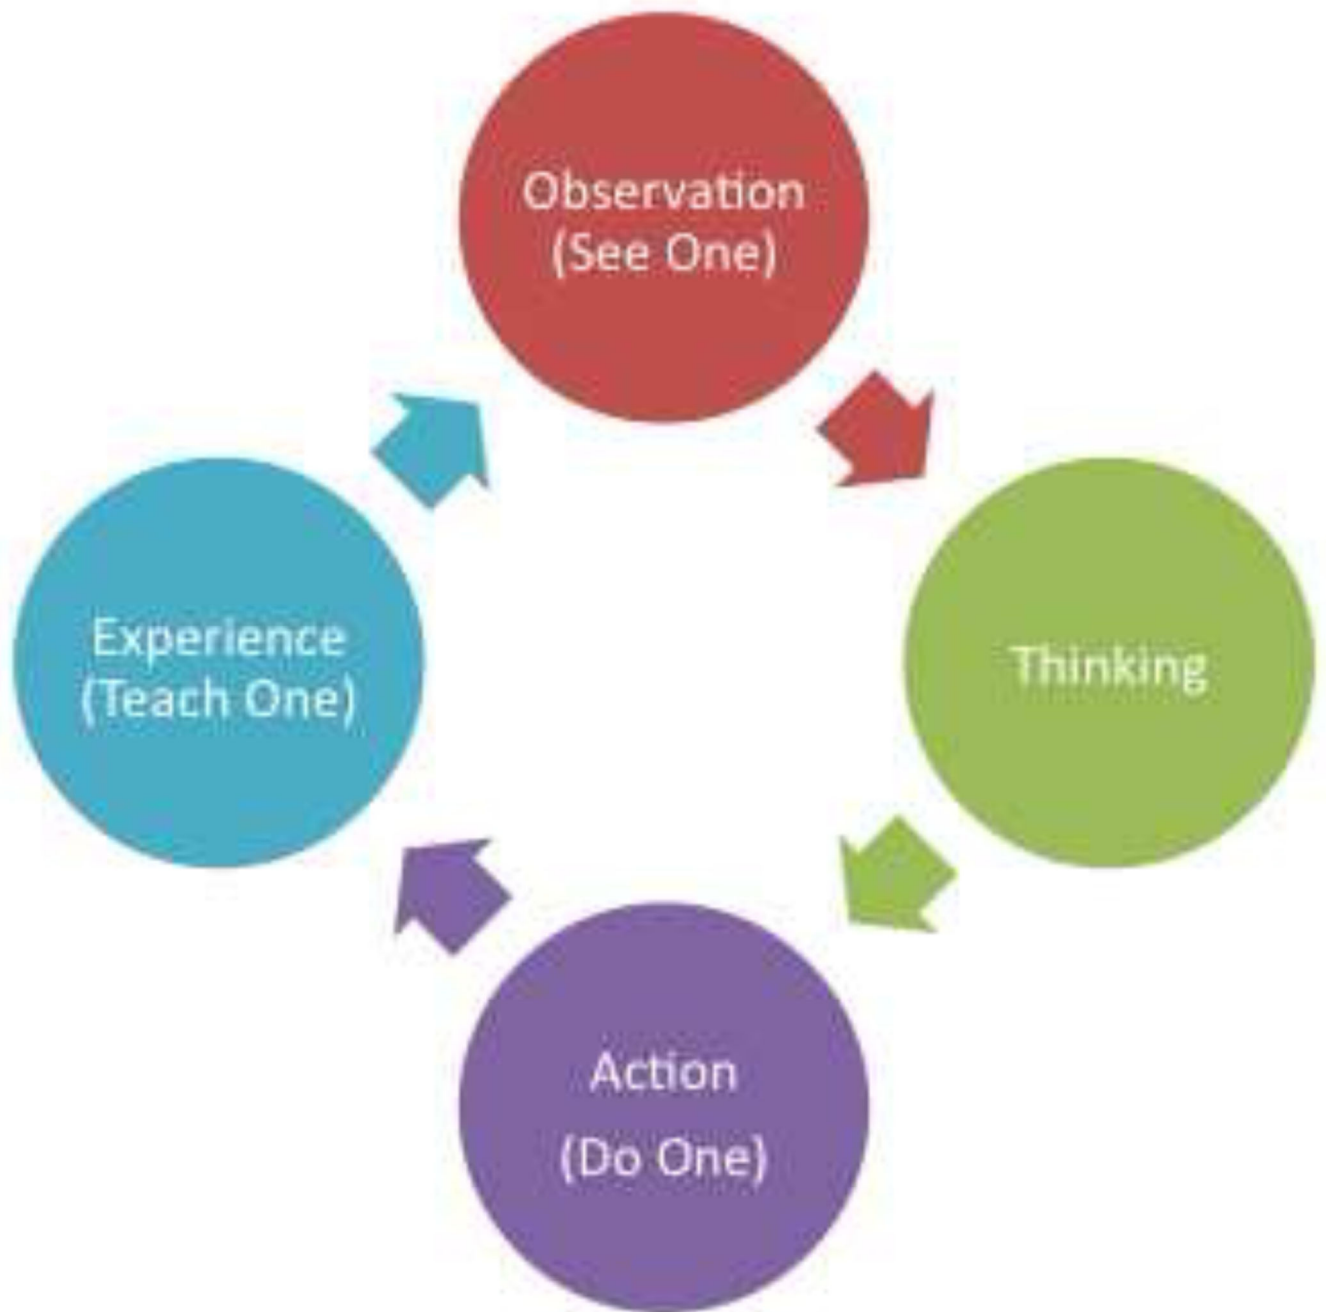 Observation
(See One)
Thinking
Action
(Do One)
Experience
(Teach One)